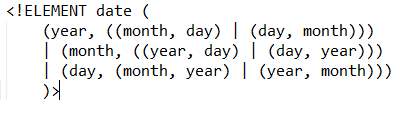 <!ELEMENT date (
(year, ((month, day) | (day, month)))
| (month, ((year, day) | (day, year)))
| (day, (month, year) | (year, month)))
)>